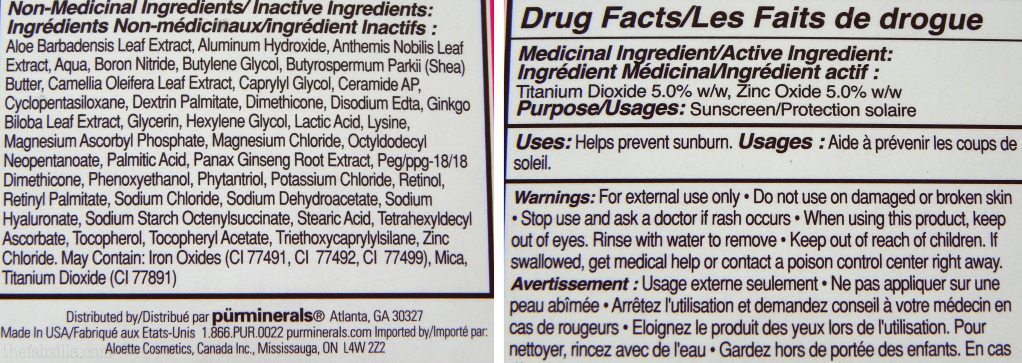 Non-Medicinal Ingredients/ Inactive Ingredients:
Ingrédients Non-médicinaux/ingrédient Inactifs :
Aloe Barbadensis Leaf Extract, Aluminum Hydroxide, Anthemis Nobilis Leaf
Extract, Aqua, Boron Nitride, Butylene Glycol, Butyrospermum Parkii (Shea)
Butter, Camellia Oleifera Leaf Extract, Caprylyl Glycol, Ceramide AP,
Cyclopentasiloxane, Dextrin Palmitate, Dimethicone, Disodium Edta, Ginkgo
Biloba Leaf Extract, Glycerin, Hexylene Glycol, Lactic Acid, Lysine,
Magnesium Ascorbyl Phosphate, Magnesium Chloride, Octyldodecyl
Neopentanoate, Palmitic Acid, Panax Ginseng Root Extract, Peg/ppg-18/18
Dimethicone, Phenoxyethanol, Phytantriol, Potassium Chloride, Retinol,
Retinyl Palmitate, Sodium Chloride, Sodium Dehydroacetate, Sodium
Hyaluronate, Sodium Starch Octenylsuccinate, Stearic Acid, Tetrahexyldecyl
Ascorbate, Tocopherol, Tocopheryl Acetate, Triethoxycaprylylsilane, Zinc
Chloride. May Contain: Iron Oxides (CI 77491, CI 77492, CI 77499), Mica,
Titanium Dioxide (CI 77891)
Distributed by/Distribué par pürminerals® Atlanta, GA 30327
Made In USA/Fabriqué aux Etats-Unis 1.866.PUR.0022 purminerals.com Imported by/Importé par:
Aloette Cosmetics, Canada Inc., Mississauga, ON L4W 2Z2
thefabzilla.com
Drug Facts/Les Faits de drogue
Medicinal Ingredient/Active Ingredient:
Ingrédient Médicinal/Ingrédient actif :
Titanium Dioxide 5.0% w/w, Zinc Oxide 5.0% w/w
Purpose/Usages: Sunscreen/Protection solaire
Uses: Helps prevent sunburn. Usages : Aide à prévenir les coups de
soleil.
Warnings: For external use only • Do not use on damaged or broken skin
• Stop use and ask a doctor if rash occurs • When using this product, keep
out of eyes. Rinse with water to remove • Keep out of reach of children. If
swallowed, get medical help or contact a poison control center right away.
Avertissement : Usage externe seulement • Ne pas appliquer sur une
peau abîmée • Arrêtez l'utilisation et demandez conseil à votre médecin en
cas de rougeurs • Eloignez le produit des yeux lors de l'utilisation. Pour
nettoyer, rincez avec de l'eau • Gardez hors de portée des enfants. En cas